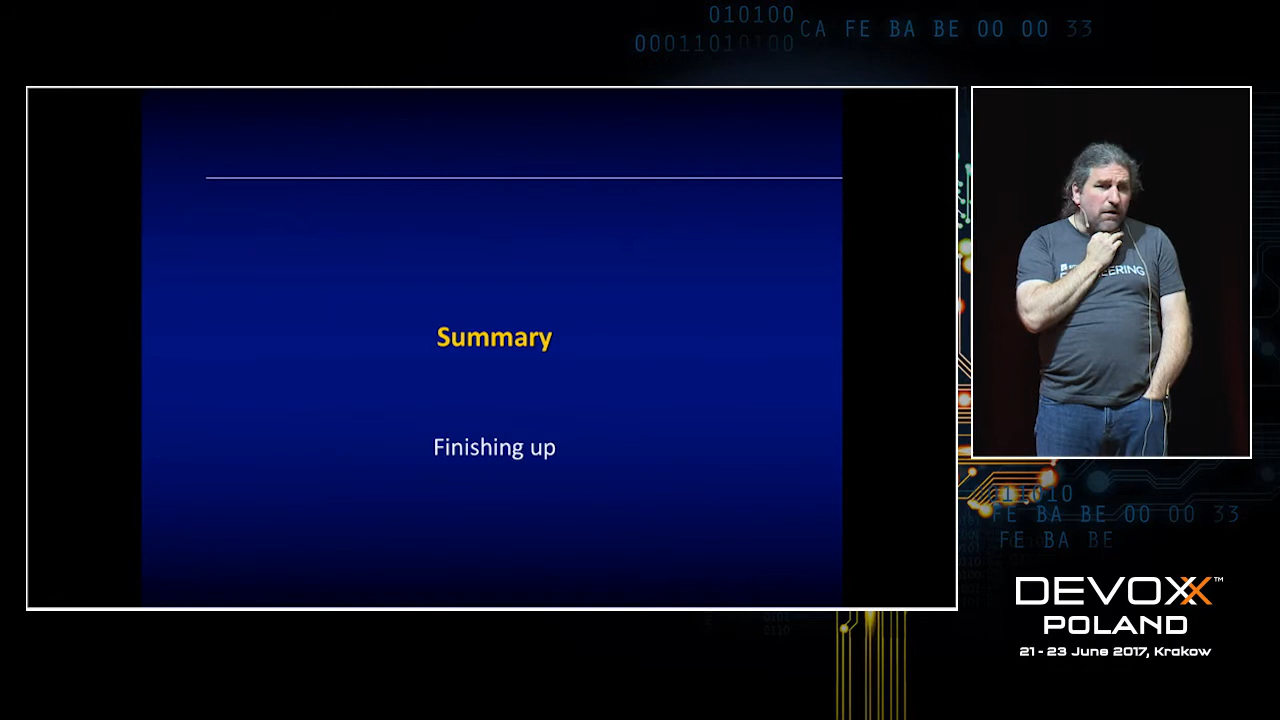 010100
00011010100
CA FE BA BE 00 00 33
Summary
Finishing up
FE BA BE 00 00 33
FE BA BE
DEVOXX™
POLAND
21 - 23 June 2017, Krakow